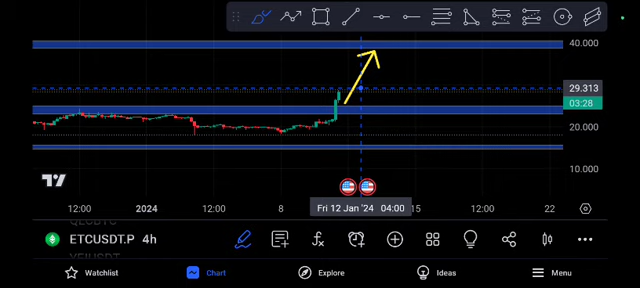 40.000
29.313
03:28
20.000
10.000
12:00 2024 12:00 8 Fri 12 Jan '24 04:00 15 12:00 22
ETCUSDT.P 4h
Watchlist Chart Explore Ideas Menu